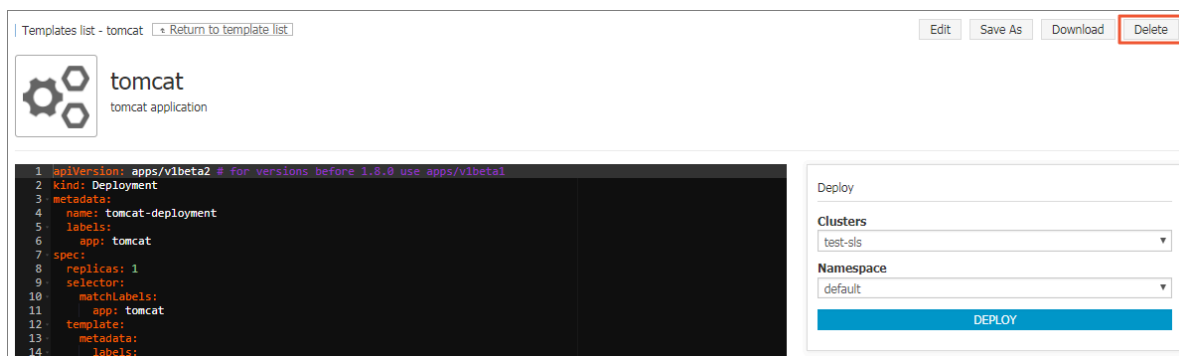 Templates list - tomcat Return to template list
Edit Save As Download Delete
tomcat
tomcat application
1 apiVersion: apps/v1beta2 # for versions before 1.8.0 use apps/v1beta1
2 kind: Deployment
3 metadata:
4 name: tomcat-deployment
5 labels:
6 app: tomcat
7 spec:
8 replicas: 1
9 selector:
10 matchLabels:
11 app: tomcat
12 template:
13 metadata:
14 labels:
Deploy
Clusters
test-sls
Namespace
default
DEPLOY